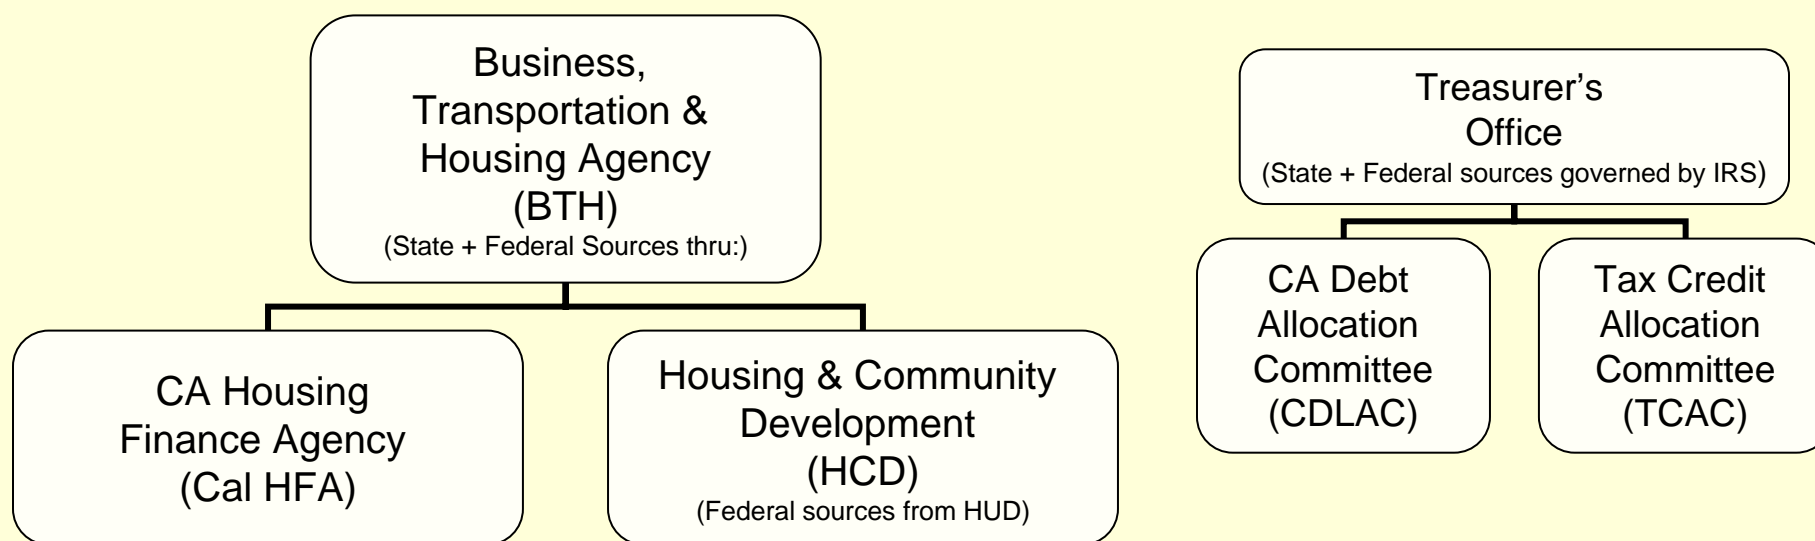 Business,
Transportation &
Housing Agency
(BTH)
(State + Federal Sources thru:)
CA Housing
Finance Agency
(Cal HFA)
Housing & Community
Development
(HCD)
(Federal sources from HUD)
Treasurer's
Office
(State + Federal sources governed by IRS)
CA Debt
Allocation
Committee
(CDLAC)
Tax Credit
Allocation
Committee
(TCAC)